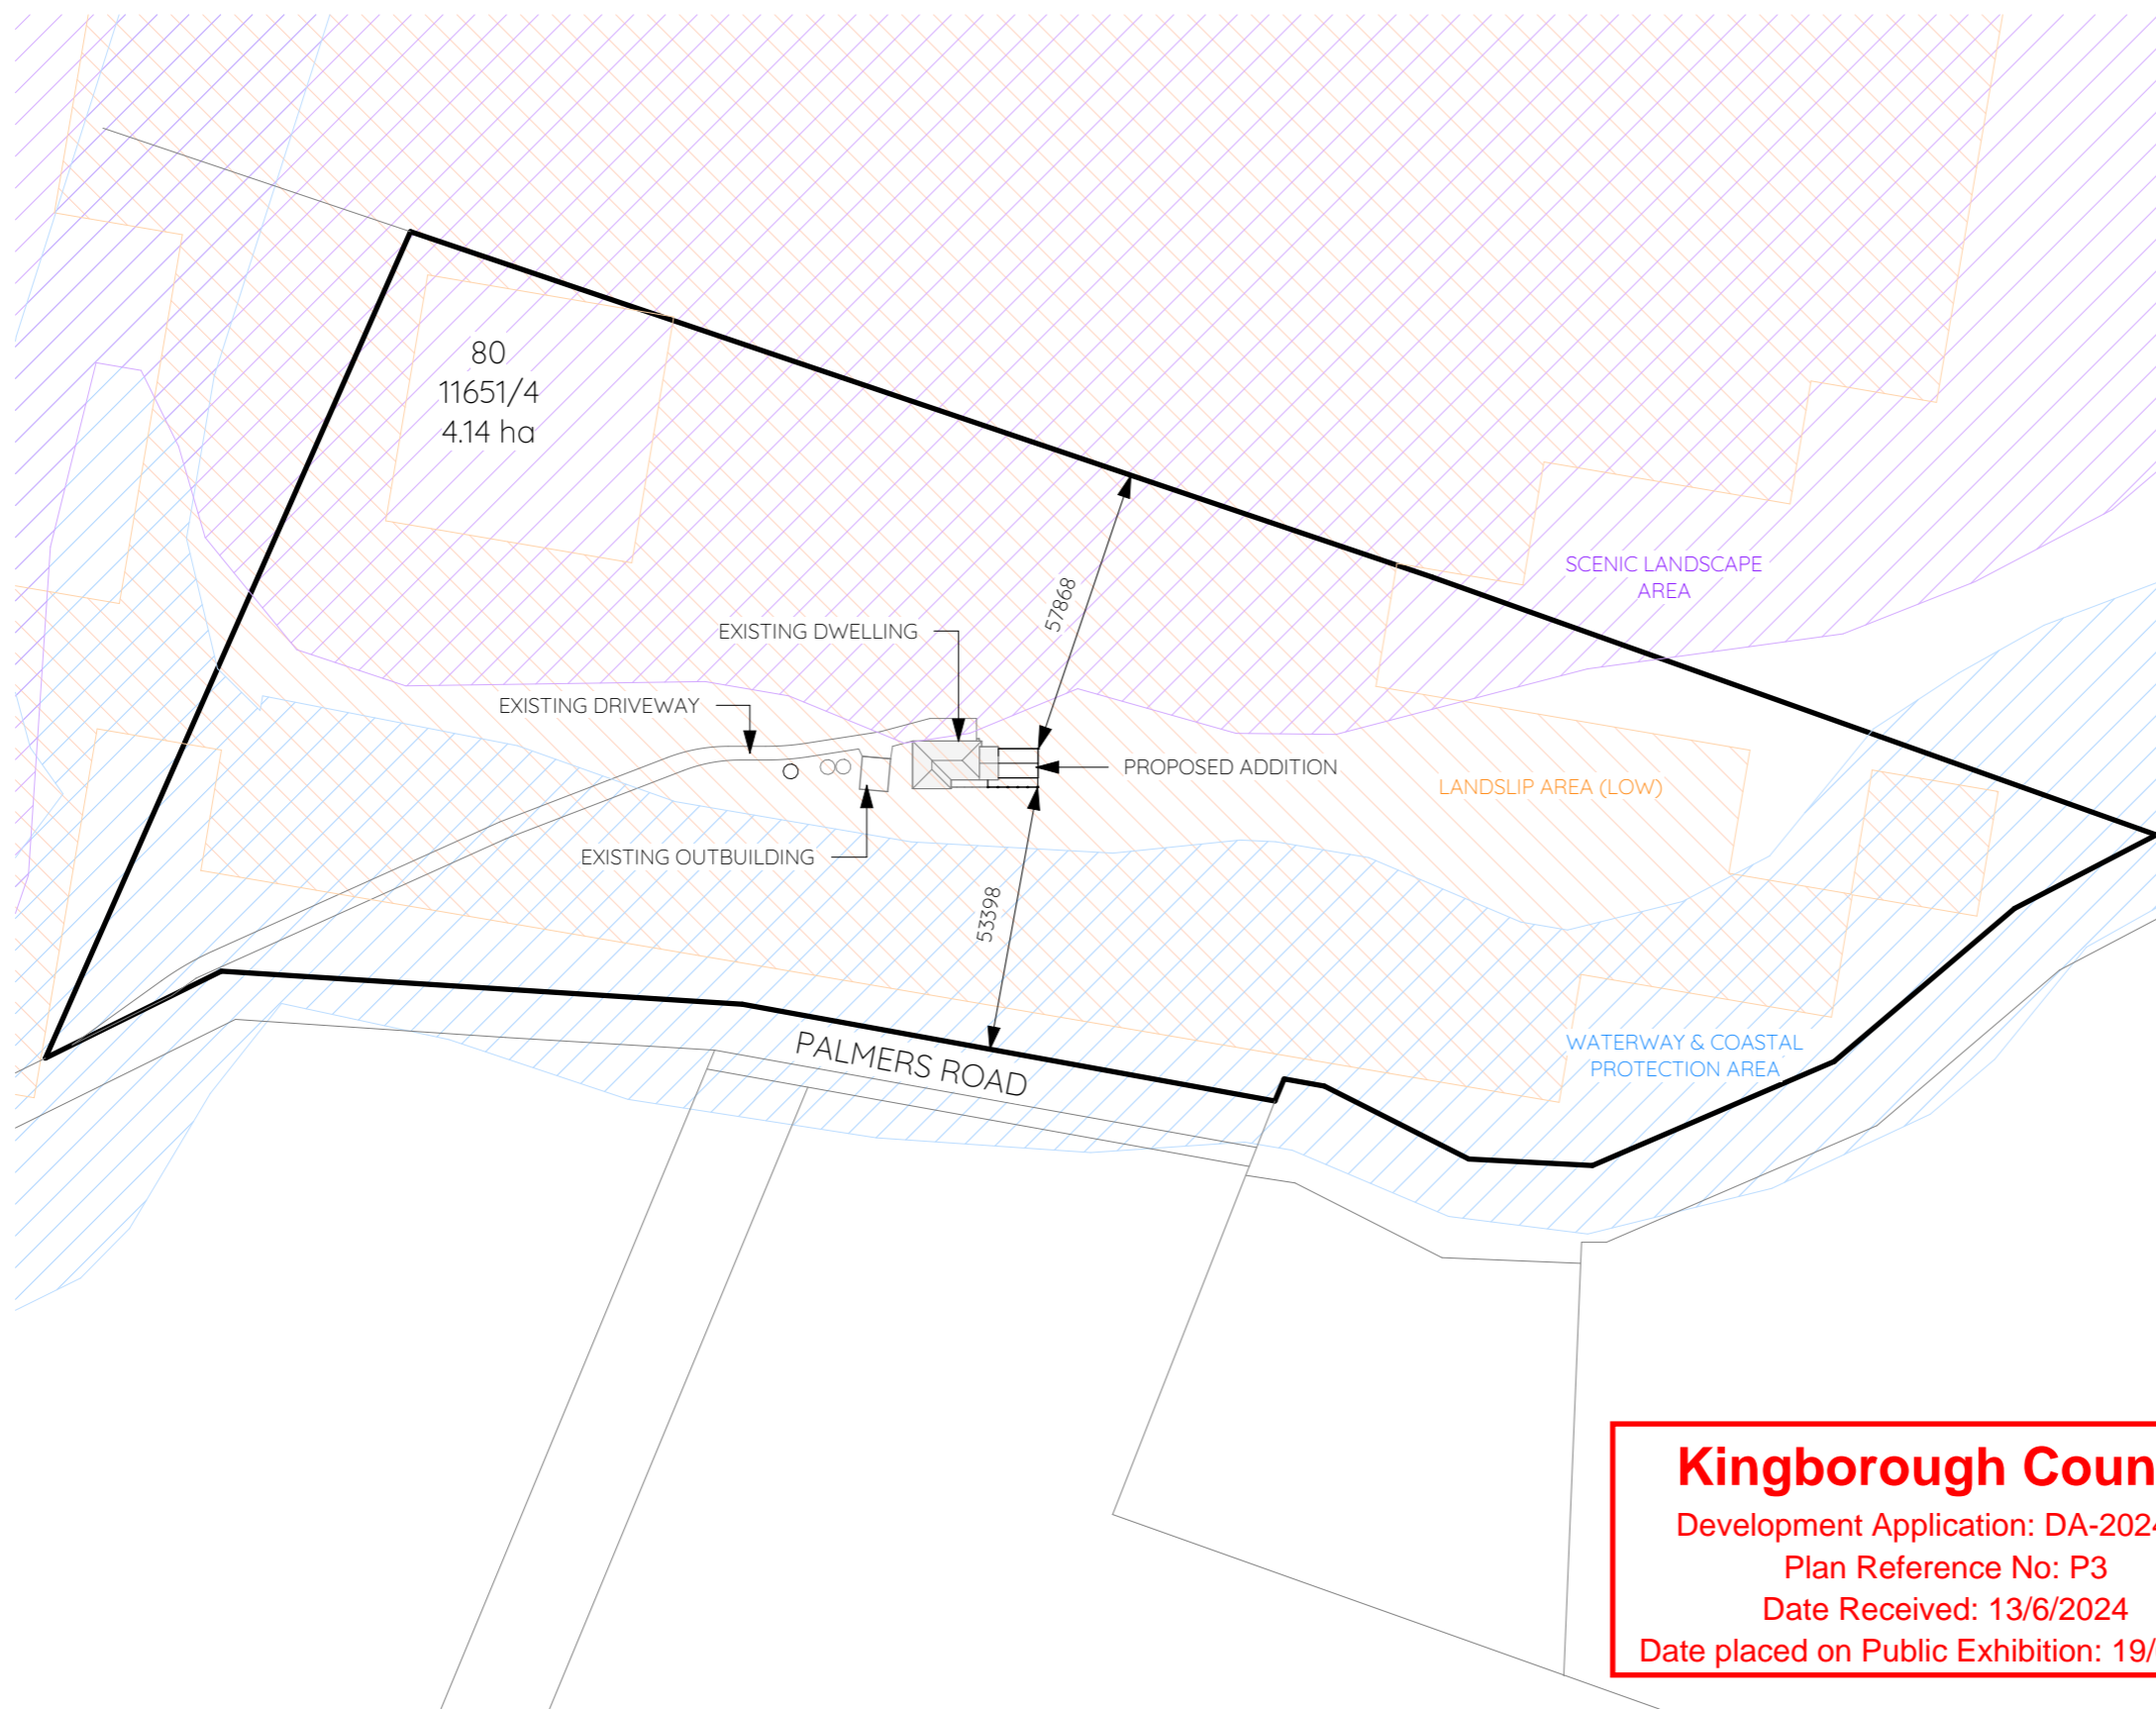 80
11651/4
4.14 ha
SCENIC LANDSCAPE
AREA
57868
EXISTING DWELLING
EXISTING DRIVEWAY
PROPOSED ADDITION
LANDSLIP AREA (LOW)
EXISTING OUTBUILDING
53398
PALMERS ROAD
WATERWAY & COASTAL
PROTECTION AREA
Kingborough Coun
Development Application: DA-202
Plan Reference No: P3
Date Received: 13/6/2024
Date placed on Public Exhibition: 19/